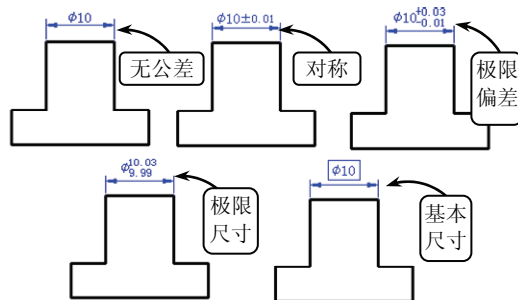 φ10
无公差
φ10±0.01
对称
φ10+0.03
-0.01
极限
偏差
φ10.03
9.99
极限
尺寸
φ10
基本
尺寸